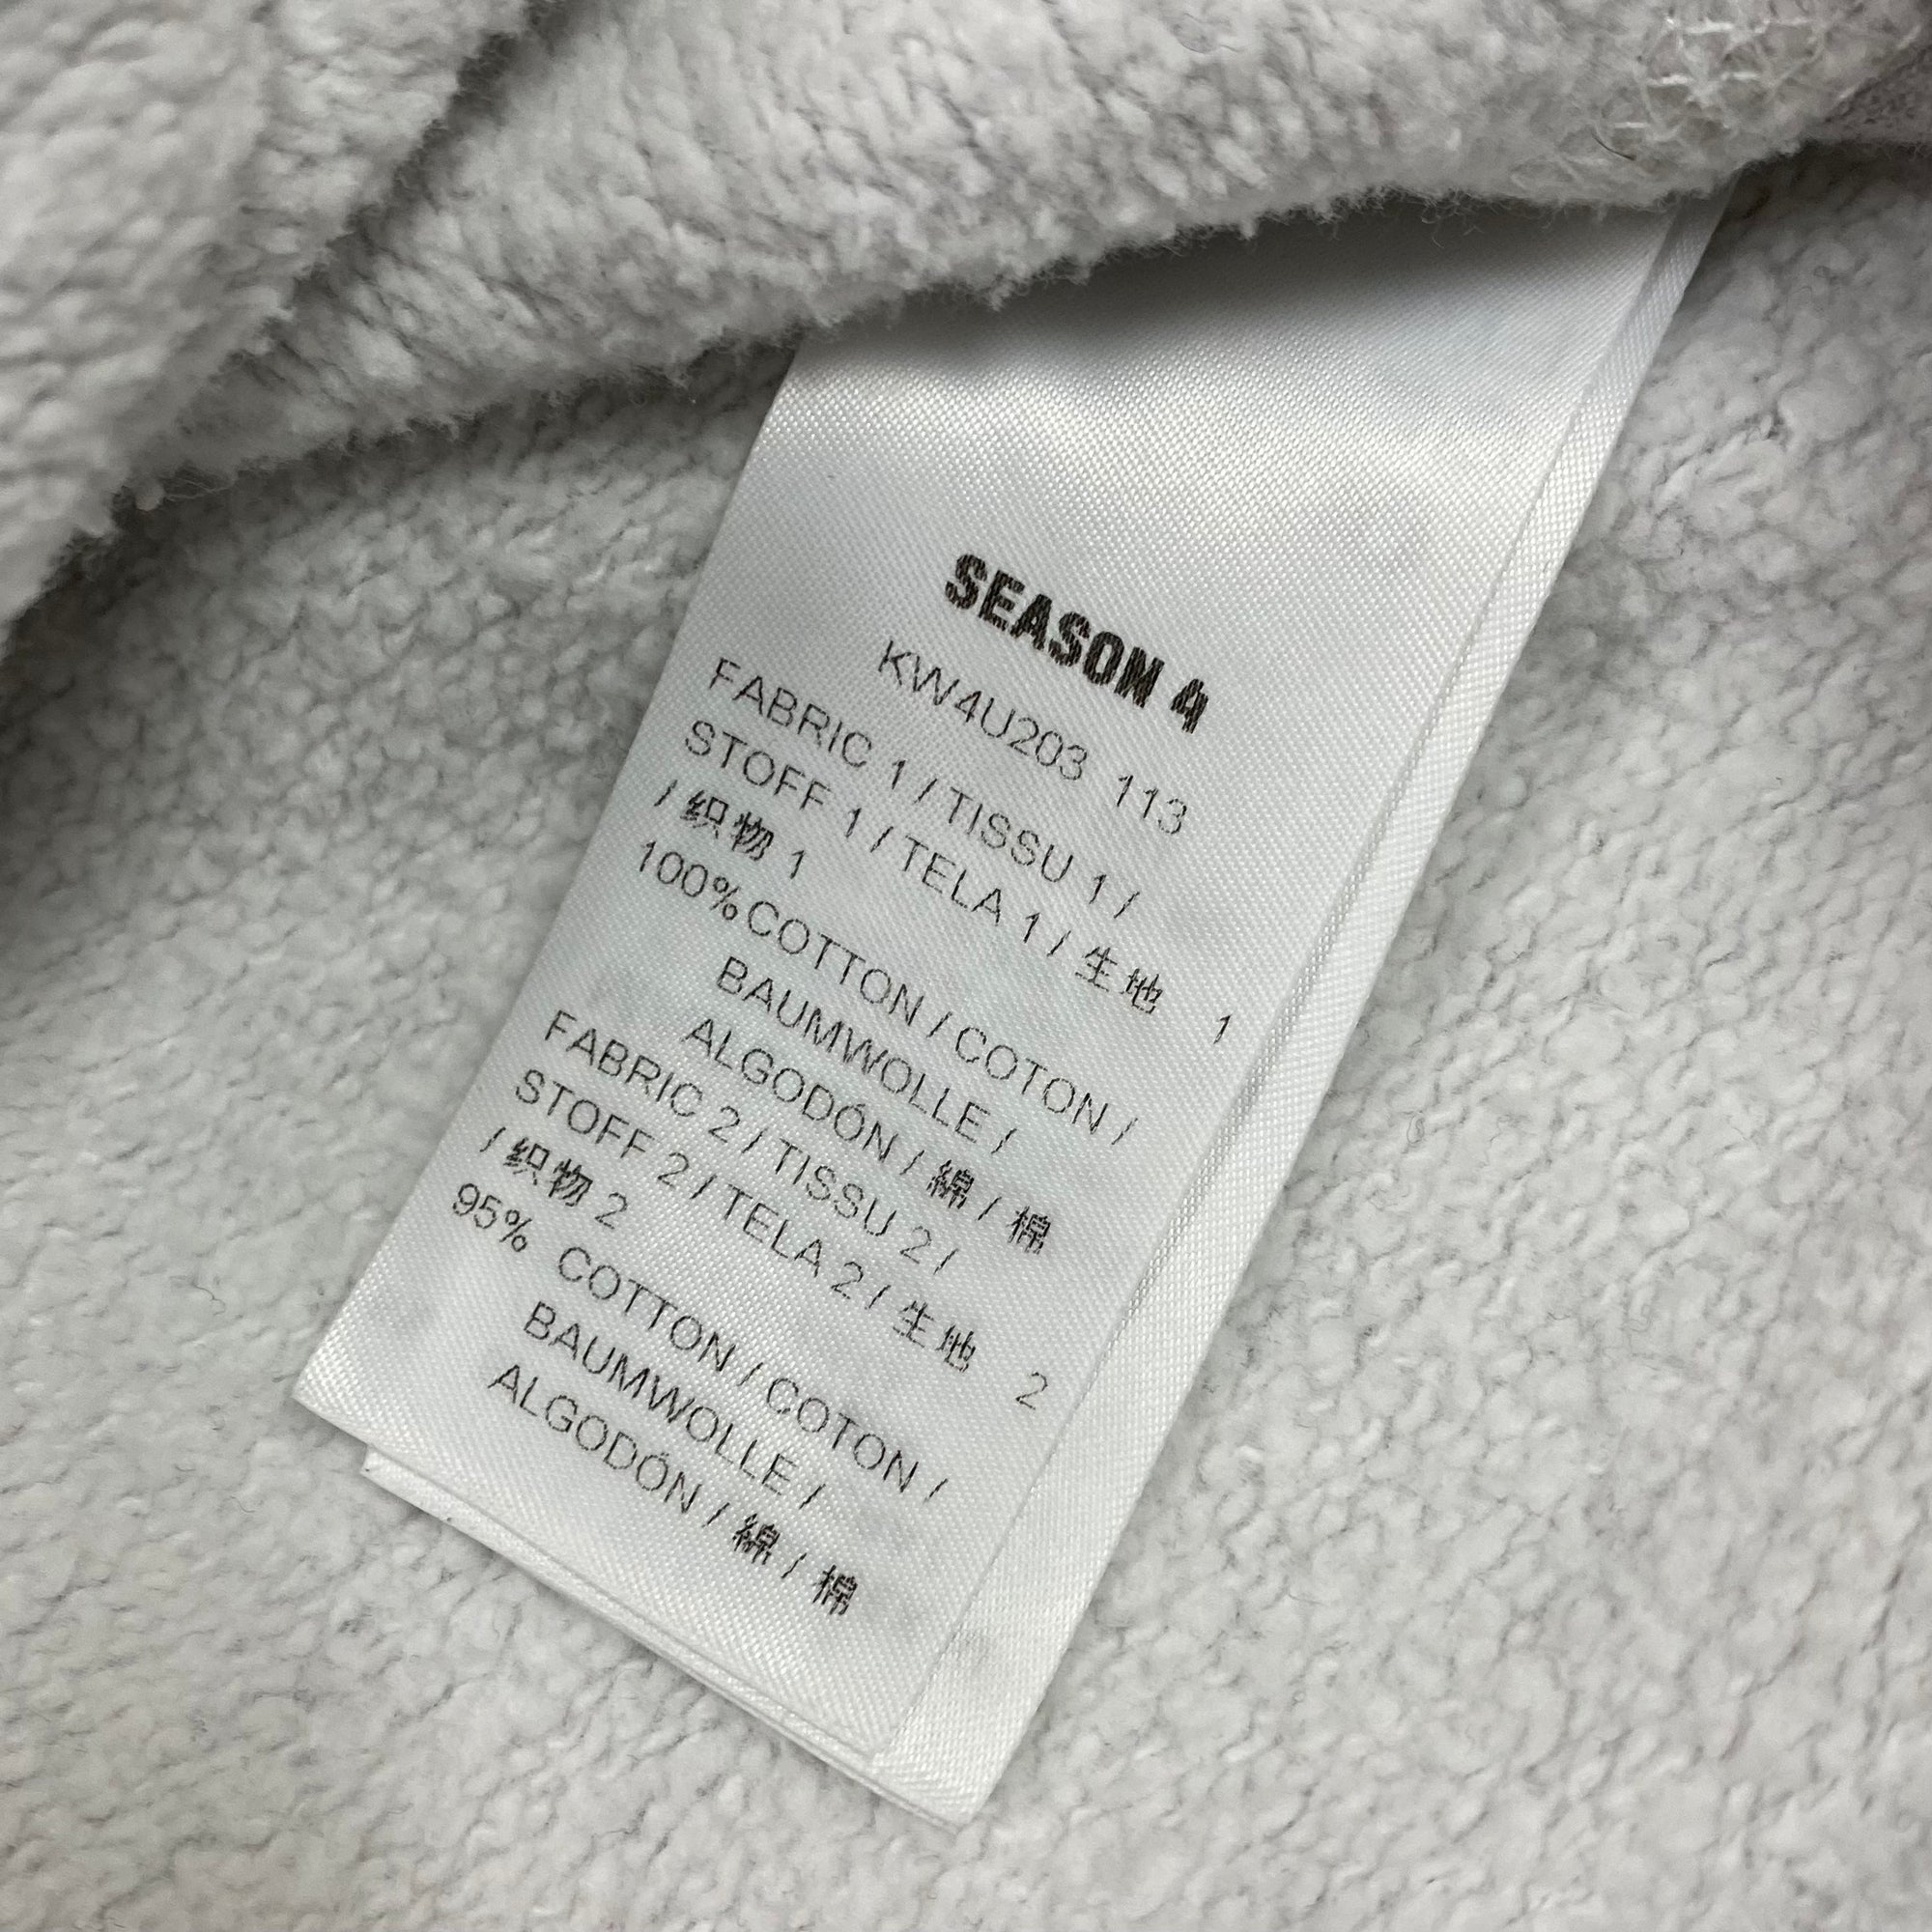 SEASON 4
KW4U203 113
FABRIC 1 / TISSU 1 /
STOFF 1 / TELA 1 / 生地 1
/ 织物 1
100%COTTON / COTON /
BAUMWOLLE /
ALGODÓN / 綿 / 棉
FABRIC 2 / TISSU 2 /
STOFF 2 / TELA 2 / 生地 2
/ 织物 2
95% COTTON / COTON /
BAUMWOLLE /
ALGODÓN / 綿 / 棉